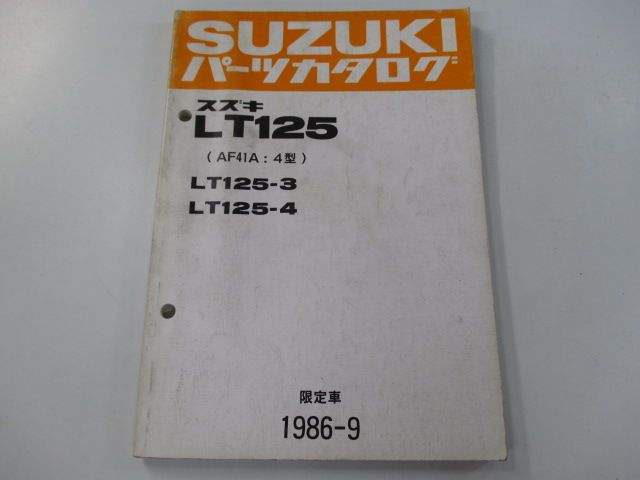 SUZUKI
パーツカタログ
スズキ
LT125
(AF41A:4型)
LT125-3
LT125-4
限定車
1986-9